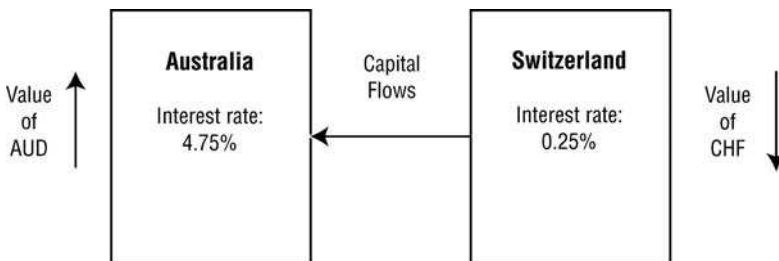 Value
of
AUD
Australia
Interest rate:
4.75%
Capital
Flows
Switzerland
Interest rate:
0.25%
Value
of
CHF